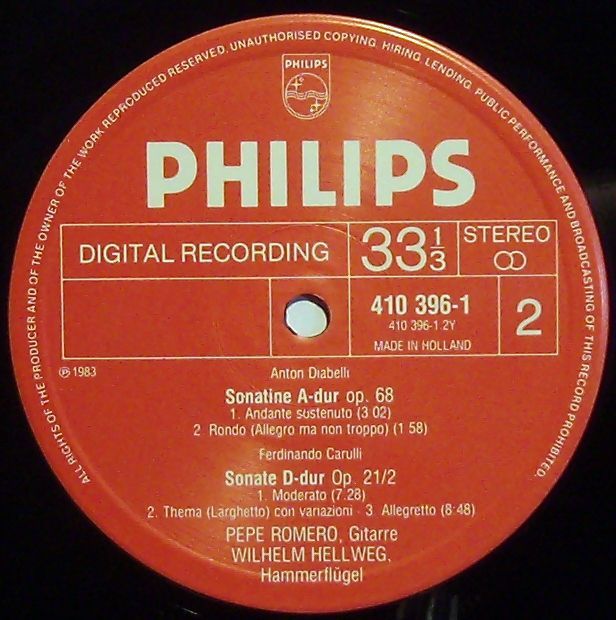 ALL RIGHTS OF THE PRODUCER AND OF THE OWNER OF THE WORK REPRODUCED RESERVED. UNAUTHORISED COPYING, HIRING, LENDING, PUBLIC PERFORMANCE AND BROADCASTING OF THIS RECORD PROHIBITED.
PHILIPS
PHILIPS
DIGITAL RECORDING
33 1/3
STEREO
410 396-1
410 396-1.2Y
MADE IN HOLLAND
2
℗ 1983
Anton Diabelli
Sonatine A-dur op. 68
1. Andante sostenuto (3 02)
2. Rondo (Allegro ma non troppo) (1 58)
Ferdinando Carulli
Sonate D-dur Op. 21/2
1. Moderato (7:28)
2. Thema (Larghetto) con variazioni · 3 Allegretto (8:48)
PEPE ROMERO, Gitarre
WILHELM HELLWEG,
Hammerflügel